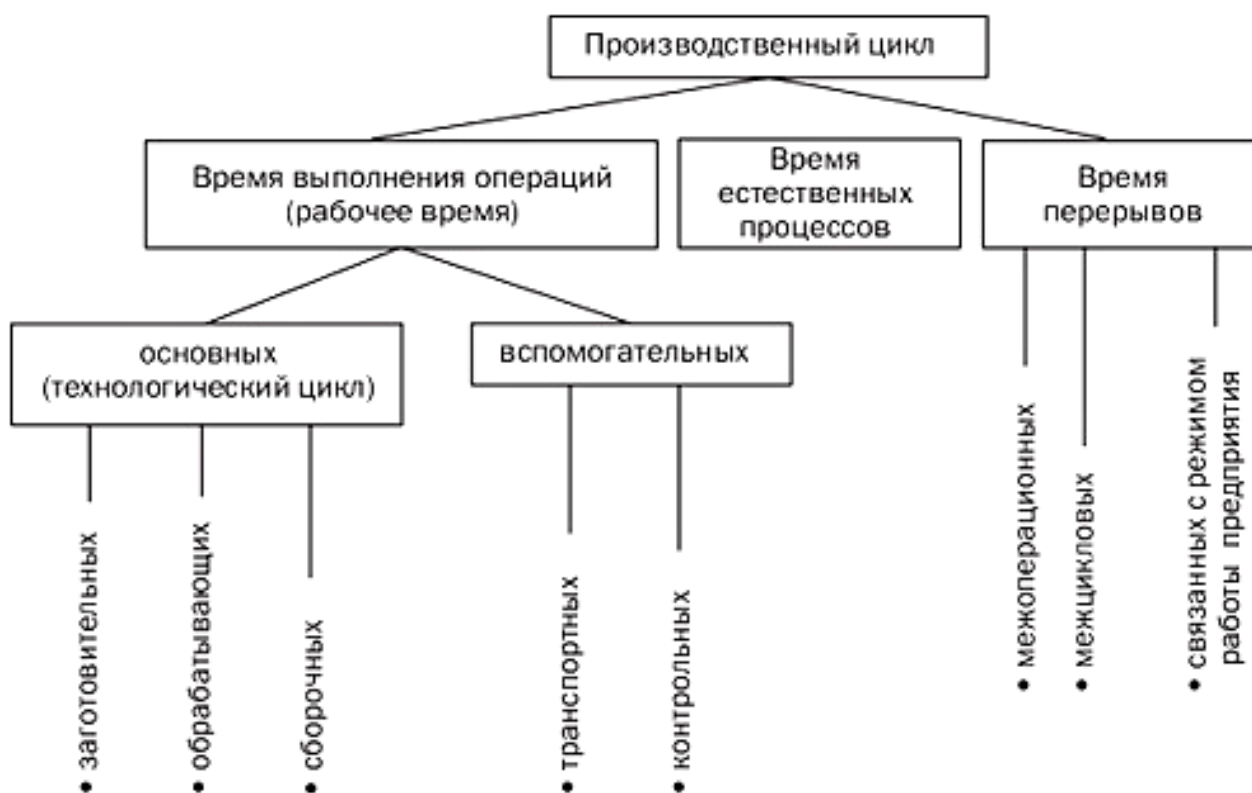 Производственный цикл
Время выполнения операций
(рабочее время)
Время
естественных
процессов
Время
перерывов
основных
(технологический цикл)
вспомогательных
• заготовительных
• обрабатывающих
• сборочных
• транспортных
• контрольных
• межоперационных
• межцикловых
• связанных с режимом
работы предприятия